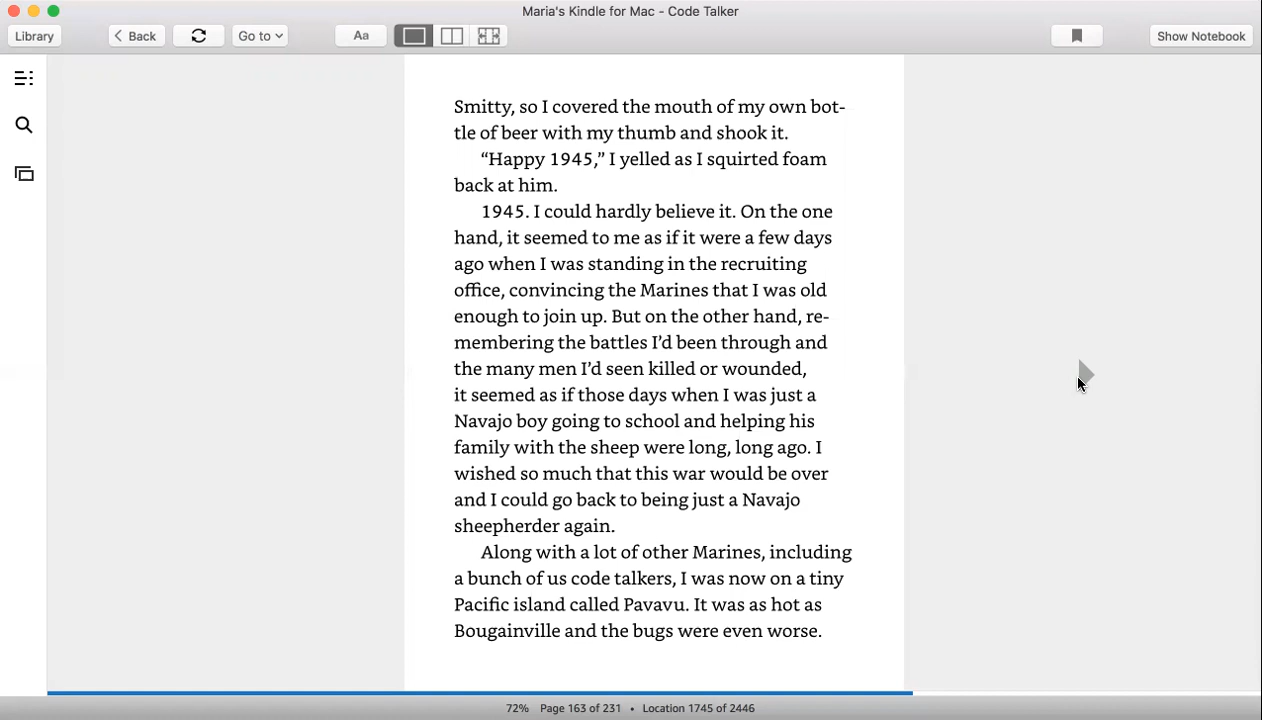 Maria's Kindle for Mac - Code Talker
Library
Back
Go to
Aa
Show Notebook
Smitty, so I covered the mouth of my own bot-
tle of beer with my thumb and shook it.
“Happy 1945,” I yelled as I squirted foam
back at him.
1945. I could hardly believe it. On the one
hand, it seemed to me as if it were a few days
ago when I was standing in the recruiting
office, convincing the Marines that I was old
enough to join up. But on the other hand, re-
membering the battles I’d been through and
the many men I’d seen killed or wounded,
it seemed as if those days when I was just a
Navajo boy going to school and helping his
family with the sheep were long, long ago. I
wished so much that this war would be over
and I could go back to being just a Navajo
sheepherder again.
Along with a lot of other Marines, including
a bunch of us code talkers, I was now on a tiny
Pacific island called Pavavu. It was as hot as
Bougainville and the bugs were even worse.
72% Page 163 of 231 • Location 1745 of 2446